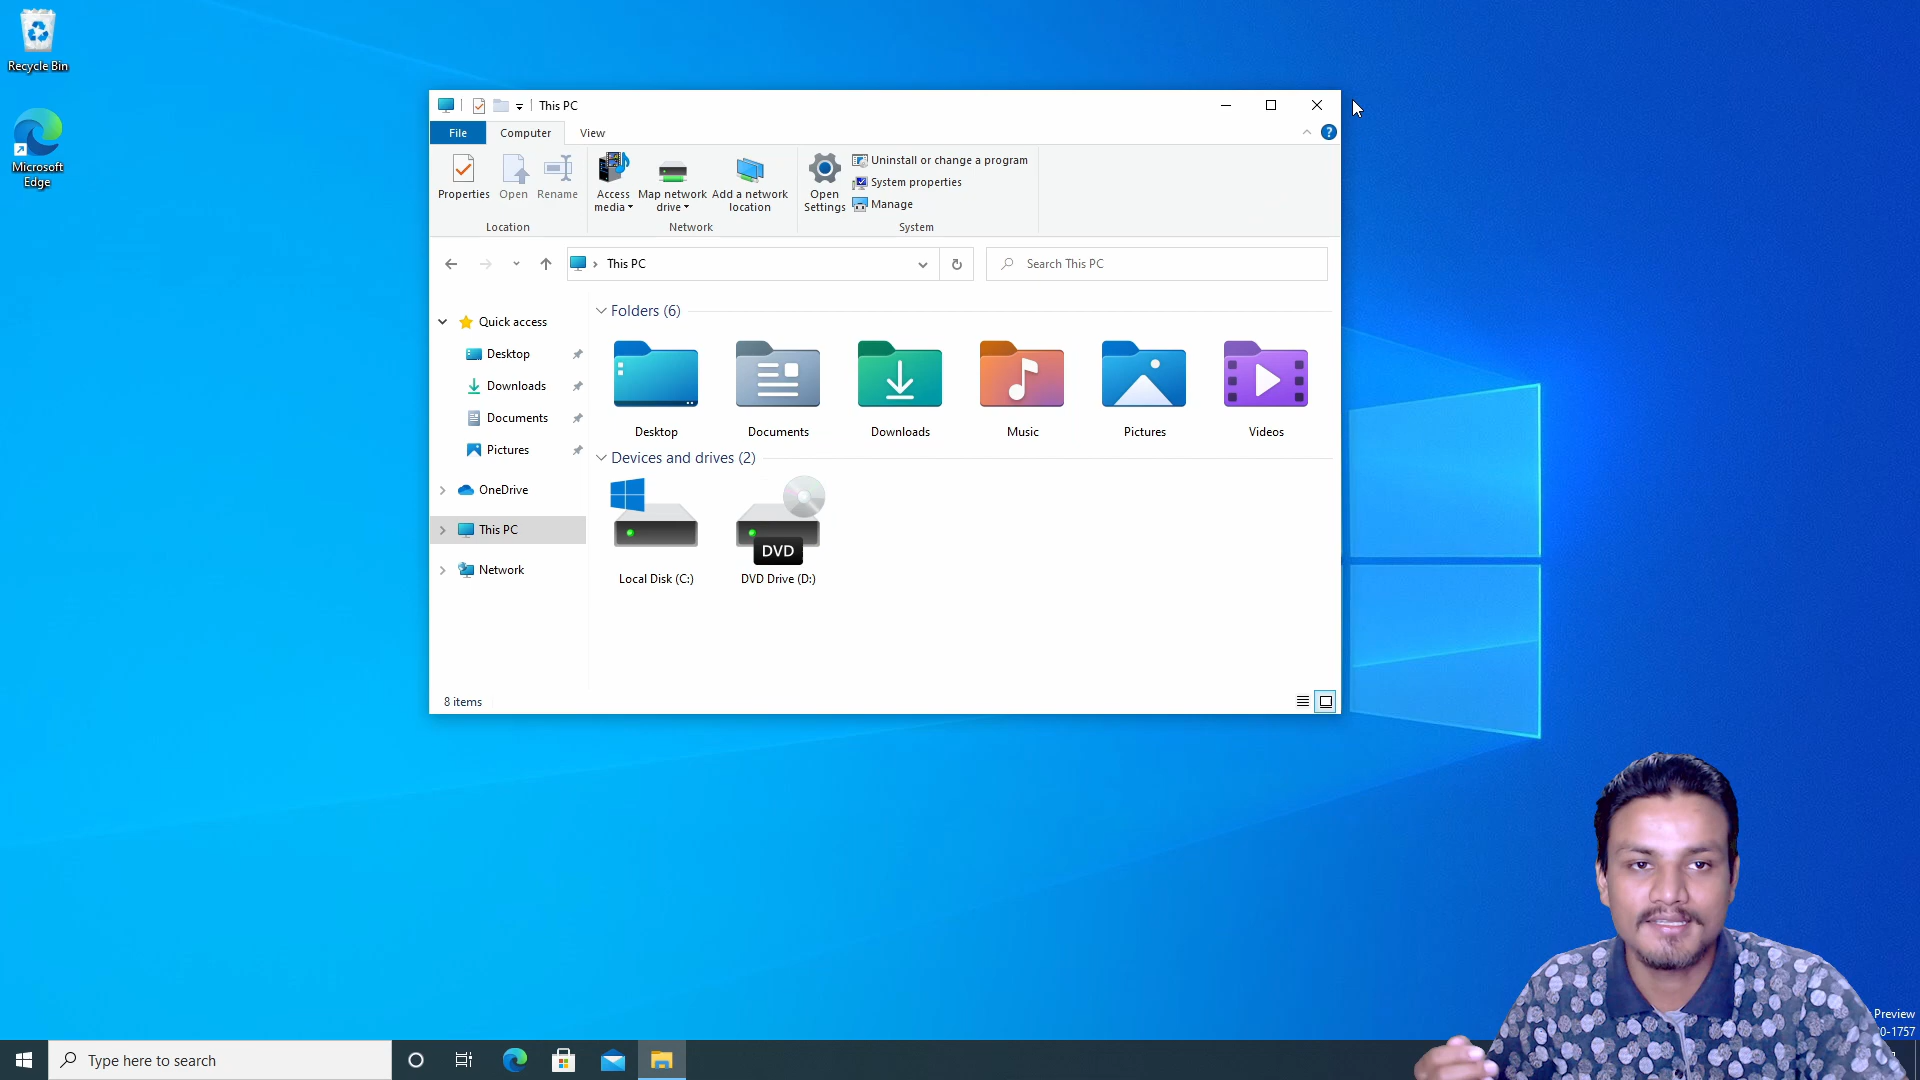 Recycle Bin
Microsoft
Edge
This PC
File
Computer
View
Properties
Open
Rename
Location
Access
media
Map network
drive
Add a network
location
Network
Open
Settings
Uninstall or change a program
System properties
Manage
System
This PC
Search This PC
Quick access
Desktop
Downloads
Documents
Pictures
OneDrive
This PC
Network
Folders (6)
Desktop
Documents
Downloads
Music
Pictures
Videos
Devices and drives (2)
DVD
Local Disk (C:)
DVD Drive (D:)
8 items
Preview
0-1757
Type here to search